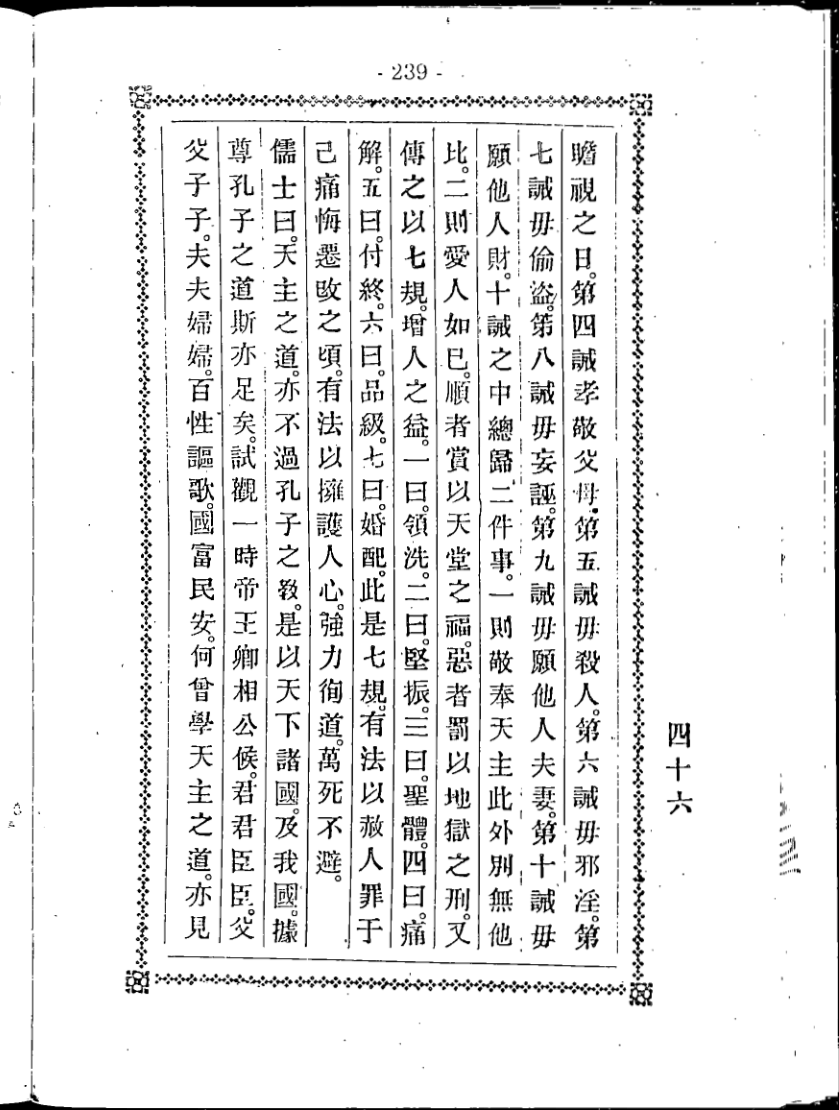 - 239 -
瞻視之日。第四誡孝敬父母。第五誡毋殺人。第六誡毋邪淫。第
七誡毋偷盜。第八誡毋妄誣。第九誡毋願他人夫妻。第十誡毋
願他人財。十誡之中總歸二件事。一則敬奉天主此外別無他
比。二則愛人如己。順者賞以天堂之福。惡者罰以地獄之刑。又
傳之以七規。增人之益。一曰。領洗。二曰。堅振。三曰。聖體。四曰。痛
解。五曰。付終。六曰。品級。七曰。婚配。此是七規。有法以赦人罪于
己痛悔惡改之頃。有法以擁護人心。強力徇道。萬死不避。
儒士曰。天主之道。亦不過孔子之敎。是以天下諸國。及我國。據
尊孔子之道斯亦足矣。試觀一時帝王卿相公候。君君臣臣。父
父子子。夫夫婦婦。百性謳歌。國富民安。何曾學天主之道。亦見
四十六